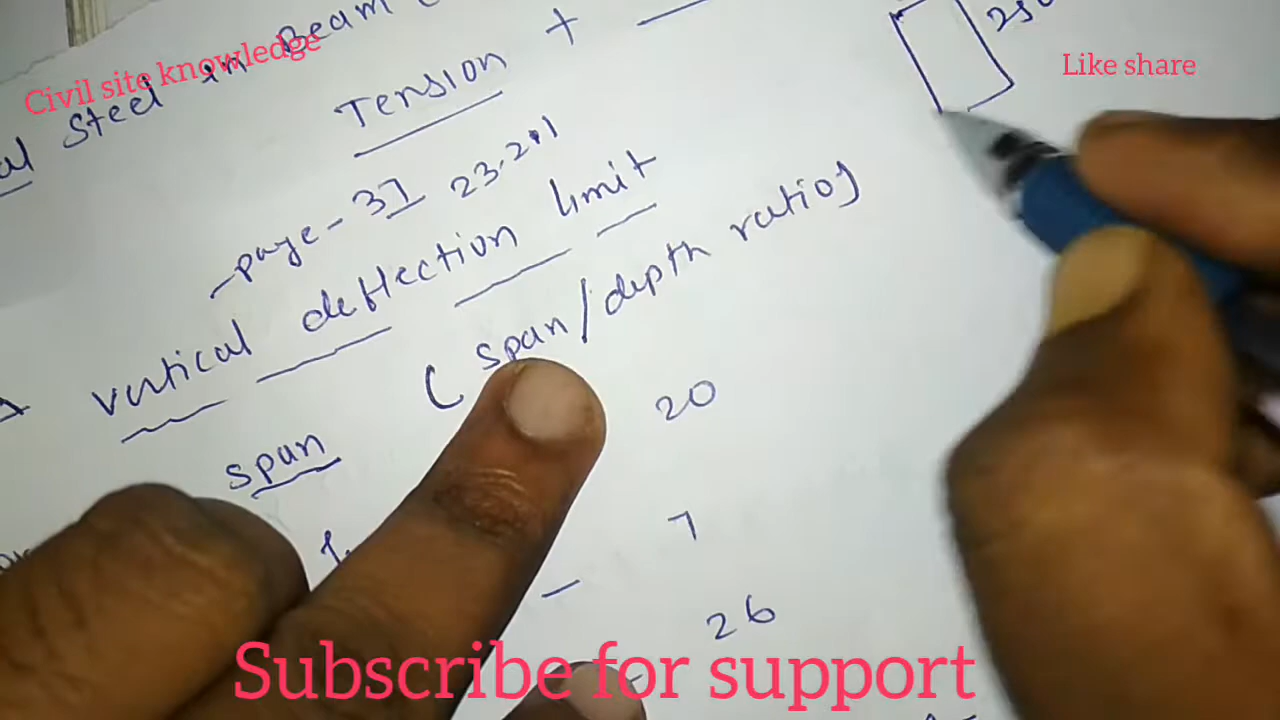 Civil site knowledge
Like share
Steel in Beam
Tension +
page - 37 23.2.1
vertical deflection limit
(span/depth ratio)
span
20
7
26
Subscribe for support